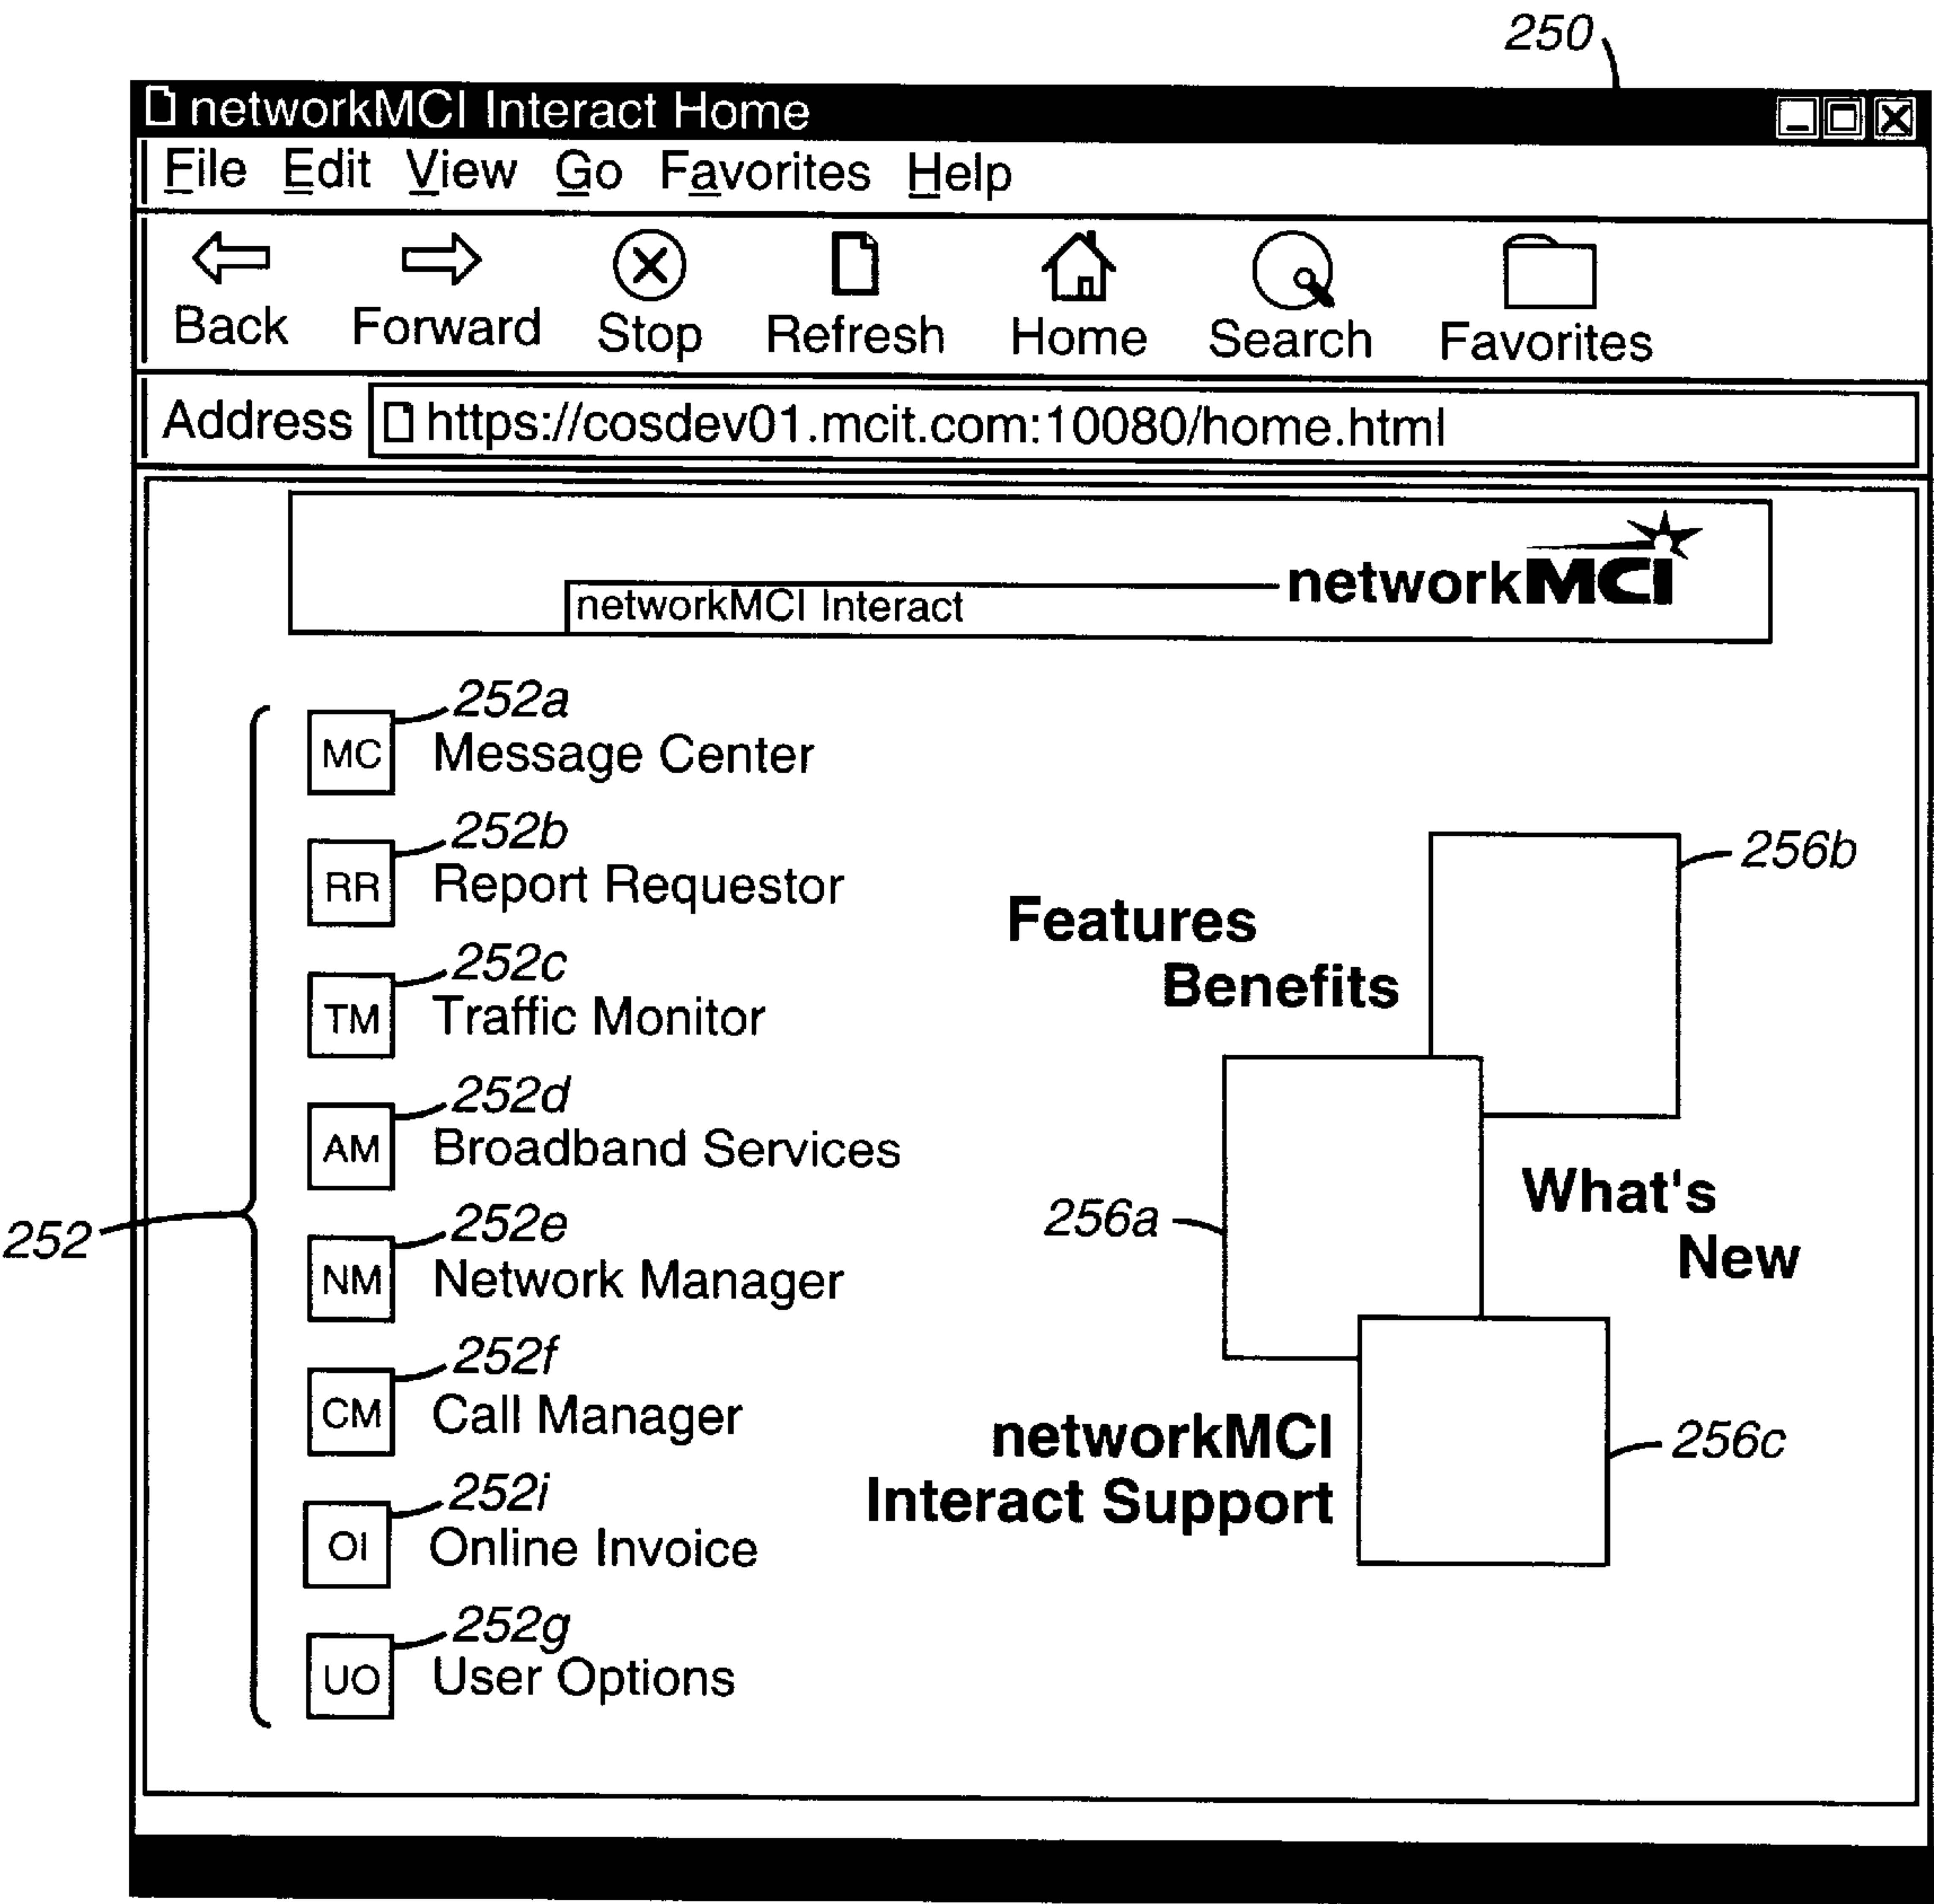 250
networkMCI Interact Home
File Edit View Go Favorites Help
Back Forward Stop Refresh Home Search Favorites
Address https://cosdev01.mcit.com:10080/home.html
networkMCI
networkMCI Interact
252
252a
MC Message Center
252b
RR Report Requestor
252c
TM Traffic Monitor
252d
AM Broadband Services
252e
NM Network Manager
252f
CM Call Manager
252i
OI Online Invoice
252g
UO User Options
256b
Features
Benefits
256a
What's
New
networkMCI
Interact Support
256c